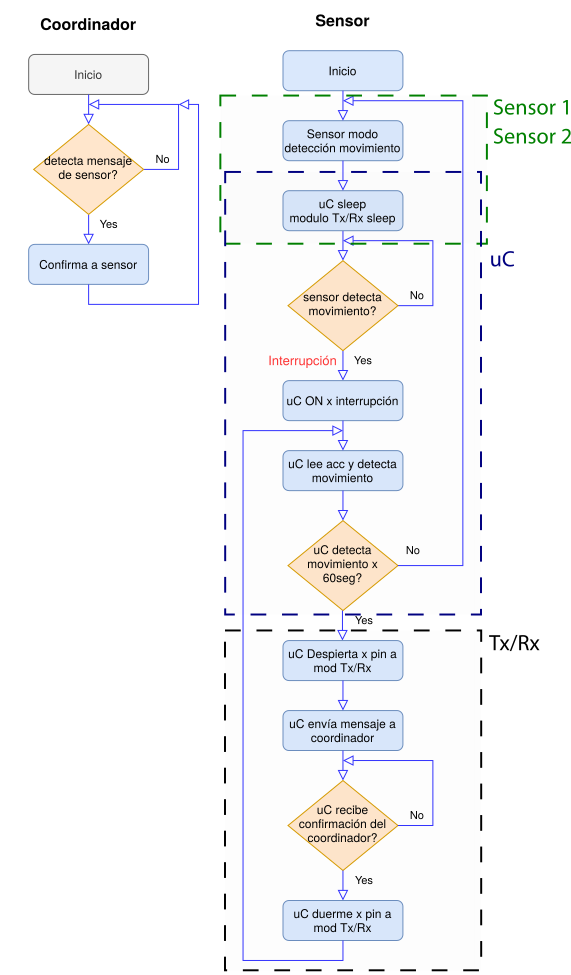 Coordinador
Inicio
detecta mensaje
de sensor?
No
Yes
Confirma a sensor
Sensor
Inicio
Sensor 1
Sensor 2
Sensor modo
detección movimiento
uC sleep
modulo Tx/Rx sleep
uC
sensor detecta
movimiento?
No
Interrupción
Yes
uC ON x interrupción
uC lee acc y detecta
movimiento
uC detecta
movimiento x
60seg?
No
Yes
Tx/Rx
uC Despierta x pin a
mod Tx/Rx
uC envía mensaje a
coordinador
uC recibe
confirmación del
coordinador?
No
Yes
uC duerme x pin a
mod Tx/Rx